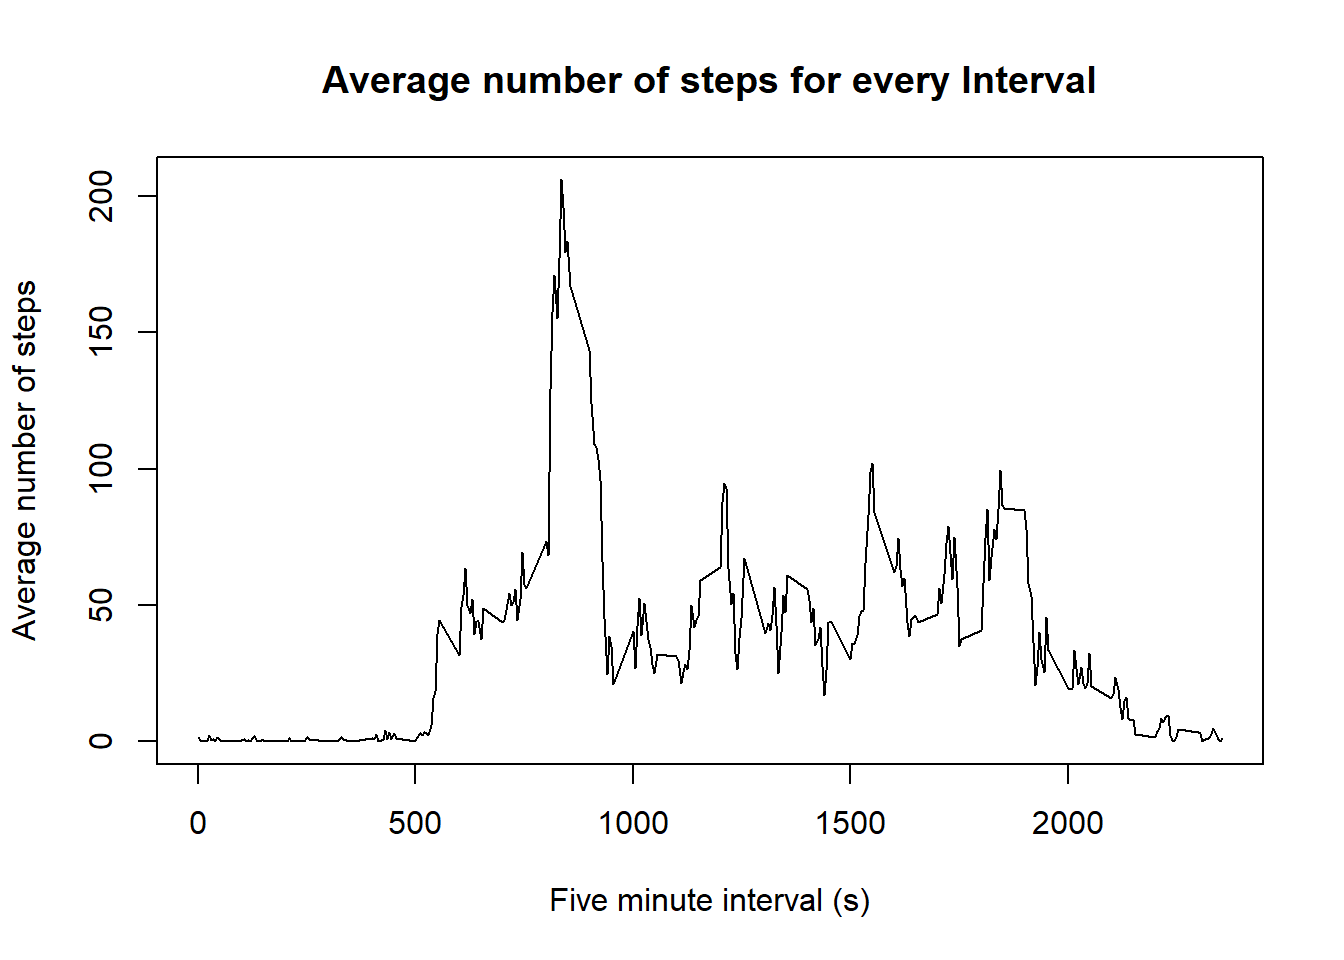 Average number of steps for every Interval
Average number of steps
200
150
100
50
0
0 500 1000 1500 2000
Five minute interval (s)